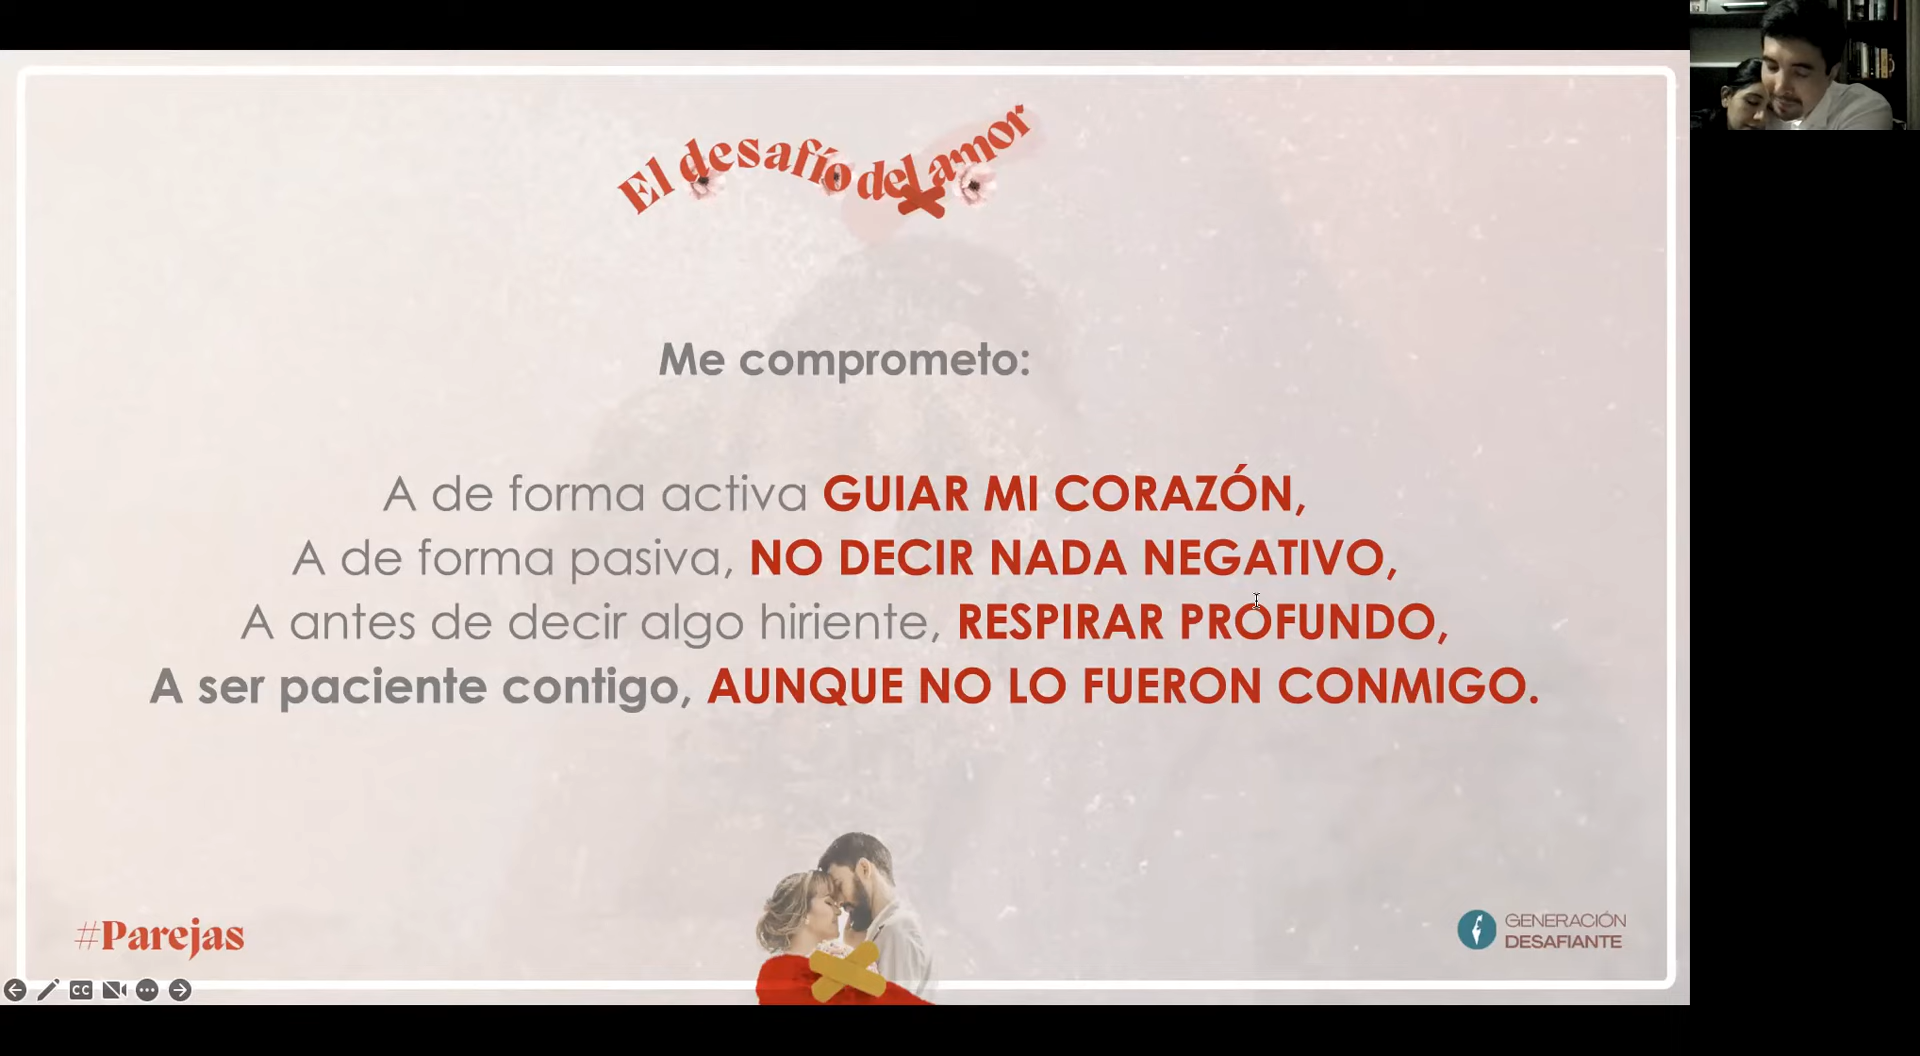 El desafío del amor
Me comprometo:
A de forma activa GUIAR MI CORAZÓN,
A de forma pasiva, NO DECIR NADA NEGATIVO,
A antes de decir algo hiriente, RESPIRAR PROFUNDO,
A ser paciente contigo, AUNQUE NO LO FUERON CONMIGO.
#Parejas
GENERACIÓN
DESAFIANTE
CC